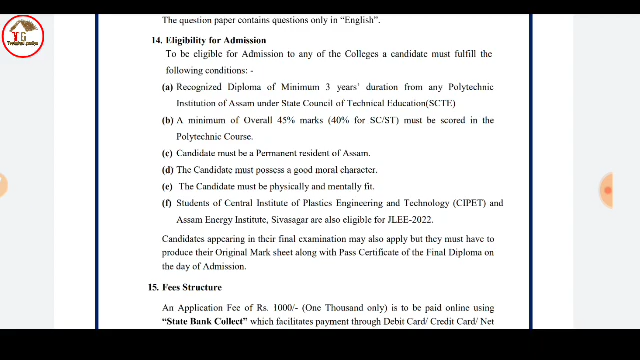 The question paper contains questions only in “English”.
TG
14. Eligibility for Admission
To be eligible for Admission to any of the Colleges a candidate must fulfill the
following conditions: -
(a) Recognized Diploma of Minimum 3 years’ duration from any Polytechnic
Institution of Assam under State Council of Technical Education(SCTE)
(b) A minimum of Overall 45% marks (40% for SC/ST) must be scored in the
Polytechnic Course.
(c) Candidate must be a Permanent resident of Assam.
(d) The Candidate must possess a good moral character.
(e) The Candidate must be physically and mentally fit.
(f) Students of Central Institute of Plastics Engineering and Technology (CIPET) and
Assam Energy Institute, Sivasagar are also eligible for JLEE-2022.
Candidates appearing in their final examination may also apply but they must have to
produce their Original Mark sheet along with Pass Certificate of the Final Diploma on
the day of Admission.
15. Fees Structure
An Application Fee of Rs. 1000/- (One Thousand only) is to be paid online using
“State Bank Collect” which facilitates payment through Debit Card/ Credit Card/ Net